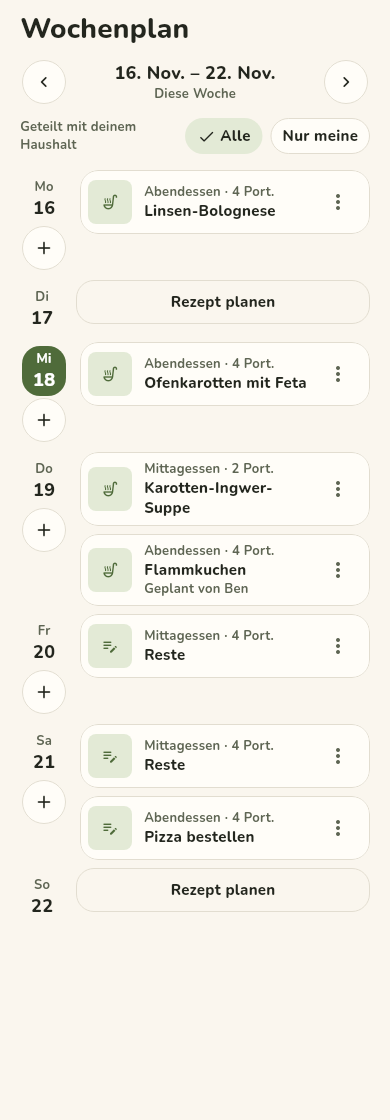 Wochenplan
16. Nov. – 22. Nov.
Diese Woche
Geteilt mit deinem
Haushalt
Alle
Nur meine
Mo
16
Abendessen · 4 Port.
Linsen-Bolognese
Di
17
Rezept planen
Mi
18
Abendessen · 4 Port.
Ofenkarotten mit Feta
Do
19
Mittagessen · 2 Port.
Karotten-Ingwer-
Suppe
Abendessen · 4 Port.
Flammkuchen
Geplant von Ben
Fr
20
Mittagessen · 4 Port.
Reste
Sa
21
Mittagessen · 4 Port.
Reste
Abendessen · 4 Port.
Pizza bestellen
So
22
Rezept planen